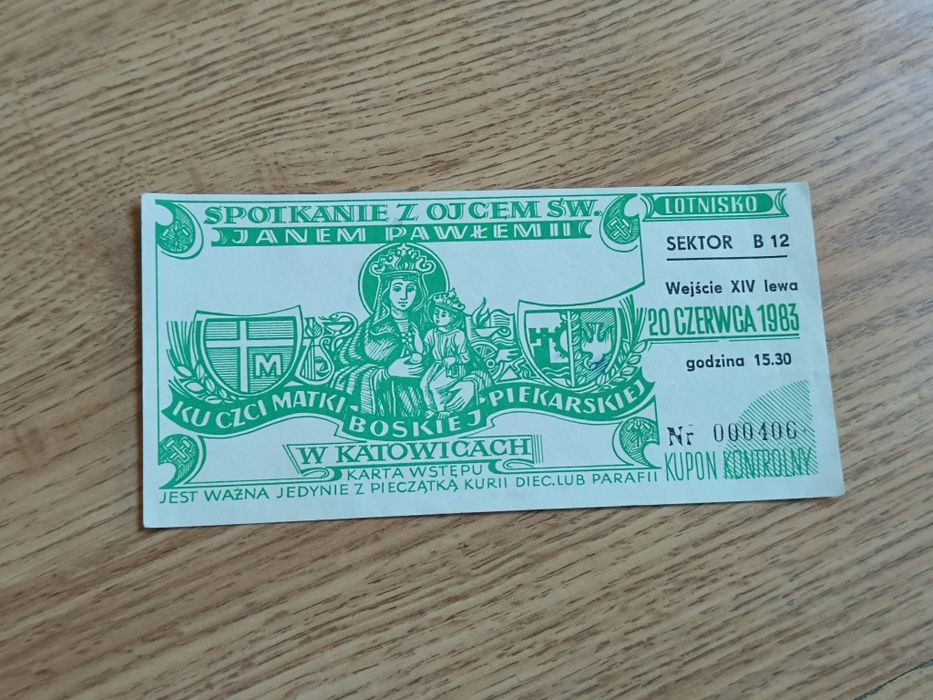 SPOTKANIE Z OJCEM ŚW.
JANEM PAWŁEM II
M
KU CZCI MATKI BOSKIEJ PIEKARSKIEJ
W KATOWICACH
KARTA WSTĘPU
JEST WAŻNA JEDYNIE Z PIECZĄTKĄ KURII DIEC. LUB PARAFII
LOTNISKO
SEKTOR B 12
Wejście XIV lewa
20 CZERWCA 1983
godzina 15.30
Nr 000406
KUPON KONTROLNY